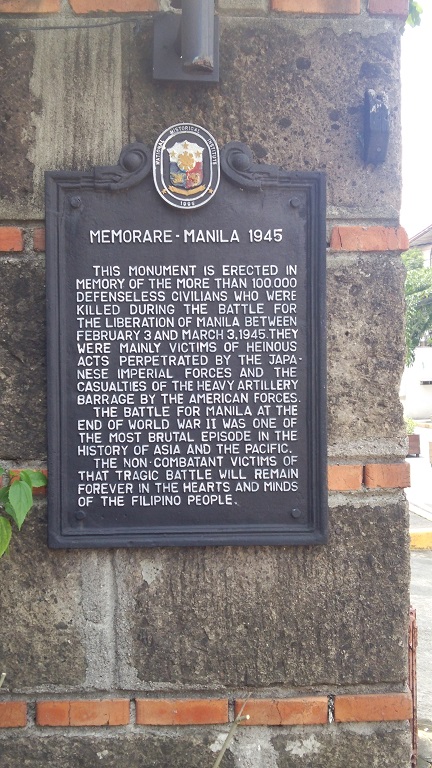 NATIONAL HISTORICAL INSTITUTE
MEMORARE - MANILA 1945
THIS MONUMENT IS ERECTED IN
MEMORY OF THE MORE THAN 100,000
DEFENSELESS CIVILIANS WHO WERE
KILLED DURING THE BATTLE FOR
THE LIBERATION OF MANILA BETWEEN
FEBRUARY 3 AND MARCH 3, 1945. THEY
WERE MAINLY VICTIMS OF HEINOUS
ACTS PERPETRATED BY THE JAPA-
NESE IMPERIAL FORCES AND THE
CASUALTIES OF THE HEAVY ARTILLERY
BARRAGE BY THE AMERICAN FORCES.
THE BATTLE FOR MANILA AT THE
END OF WORLD WAR II WAS ONE OF
THE MOST BRUTAL EPISODE IN THE
HISTORY OF ASIA AND THE PACIFIC.
THE NON-COMBATANT VICTIMS OF
THAT TRAGIC BATTLE WILL REMAIN
FOREVER IN THE HEARTS AND MINDS
OF THE FILIPINO PEOPLE.